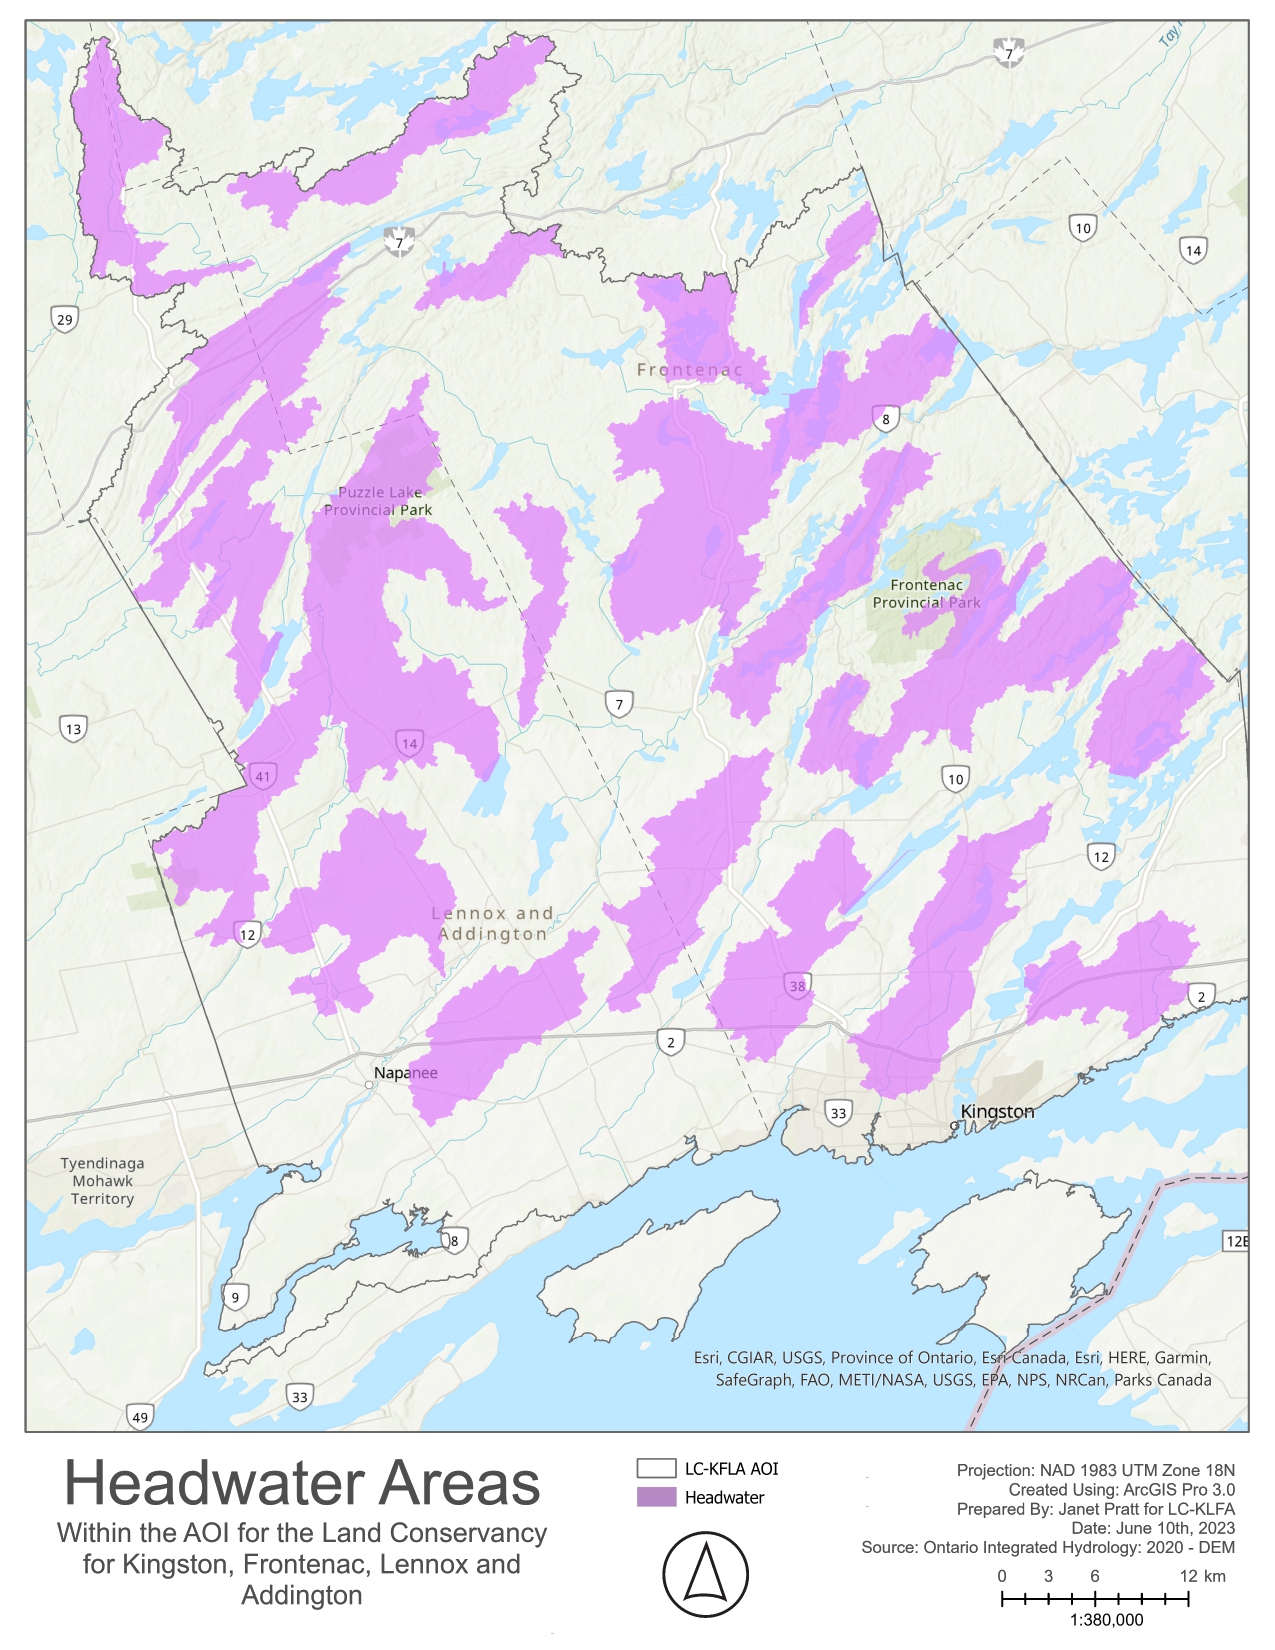 Tay
7
10
14
7
29
Frontenac
8
Puzzle Lake
Provincial Park
Frontenac
Provincial Park
7
13
14
41
10
12
Lennox and
Addington
12
38
2
2
Napanee
33
Kingston
Tyendinaga
Mohawk
Territory
8
12E
9
33
49
Esri, CGIAR, USGS, Province of Ontario, Esri Canada, Esri, HERE, Garmin,
SafeGraph, FAO, METI/NASA, USGS, EPA, NPS, NRCan, Parks Canada
Headwater Areas
Within the AOI for the Land Conservancy
for Kingston, Frontenac, Lennox and
Addington
LC-KFLA AOI
Headwater
Projection: NAD 1983 UTM Zone 18N
Created Using: ArcGIS Pro 3.0
Prepared By: Janet Pratt for LC-KLFA
Date: June 10th, 2023
Source: Ontario Integrated Hydrology: 2020 - DEM
0 3 6 12 km
1:380,000